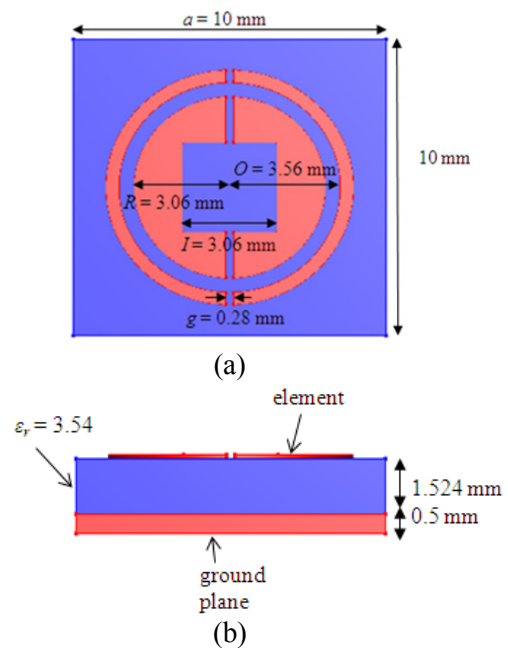 a = 10 mm
10 mm
O = 3.56 mm
R = 3.06 mm
I = 3.06 mm
g = 0.28 mm
(a)
element
εr = 3.54
1.524 mm
0.5 mm
ground
plane
(b)